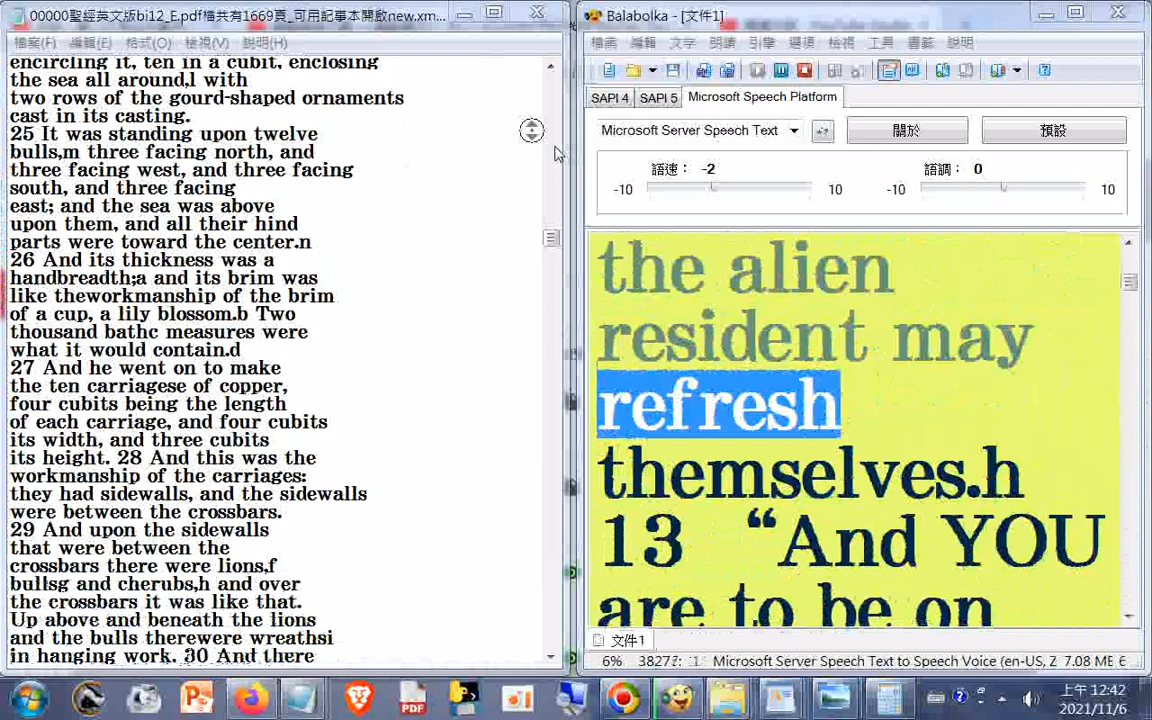 00000聖經英文版bi12_E.pdf檔共有1669頁_可用記事本開啟new.xm...
檔案(F) 編輯(E) 格式(O) 檢視(V) 說明(H)
encircling it, ten in a cubit, enclosing
the sea all around,l with
two rows of the gourd-shaped ornaments
cast in its casting.
25 It was standing upon twelve
bulls,m three facing north, and
three facing west, and three facing
south, and three facing
east; and the sea was above
upon them, and all their hind
parts were toward the center.n
26 And its thickness was a
handbreadth;a and its brim was
like theworkmanship of the brim
of a cup, a lily blossom.b Two
thousand bathc measures were
what it would contain.d
27 And he went on to make
the ten carriagese of copper,
four cubits being the length
of each carriage, and four cubits
its width, and three cubits
its height. 28 And this was the
workmanship of the carriages:
they had sidewalls, and the sidewalls
were between the crossbars.
29 And upon the sidewalls
that were between the
crossbars there were lions,f
bullsg and cherubs,h and over
the crossbars it was like that.
Up above and beneath the lions
and the bulls therewere wreathsi
in hanging work. 30 And there
Balabolka - [文件1]
檔案 編輯 文字 朗讀 引擎 選項 檢視 工具 書籤 說明
SAPI 4 SAPI 5 Microsoft Speech Platform
Microsoft Server Speech Text 關於 預設
語速： -2 語調： 0
-10 10 -10 10
the alien
resident may
refresh
themselves.h
13 “And YOU
are to be on
文件1
6% Microsoft Server Speech Text to Speech Voice (en-US, Z 7.08 MB 6
PDF
上午 12:42
2021/11/6